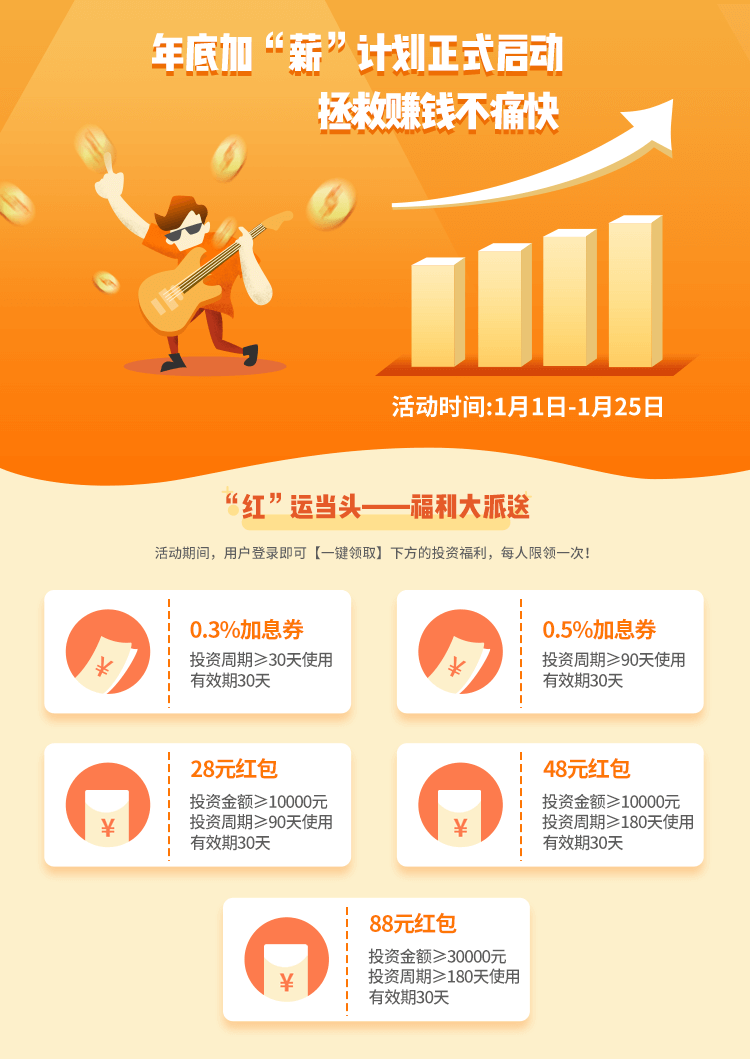 年底加“薪”计划正式启动
拯救赚钱不痛快
活动时间:1月1日-1月25日
“红”运当头——福利大派送
活动期间，用户登录即可【一键领取】下方的投资福利，每人限领一次！
¥
0.3%加息券
投资周期≥30天使用
有效期30天
¥
0.5%加息券
投资周期≥90天使用
有效期30天
¥
28元红包
投资金额≥10000元
投资周期≥90天使用
有效期30天
¥
48元红包
投资金额≥10000元
投资周期≥180天使用
有效期30天
¥
88元红包
投资金额≥30000元
投资周期≥180天使用
有效期30天